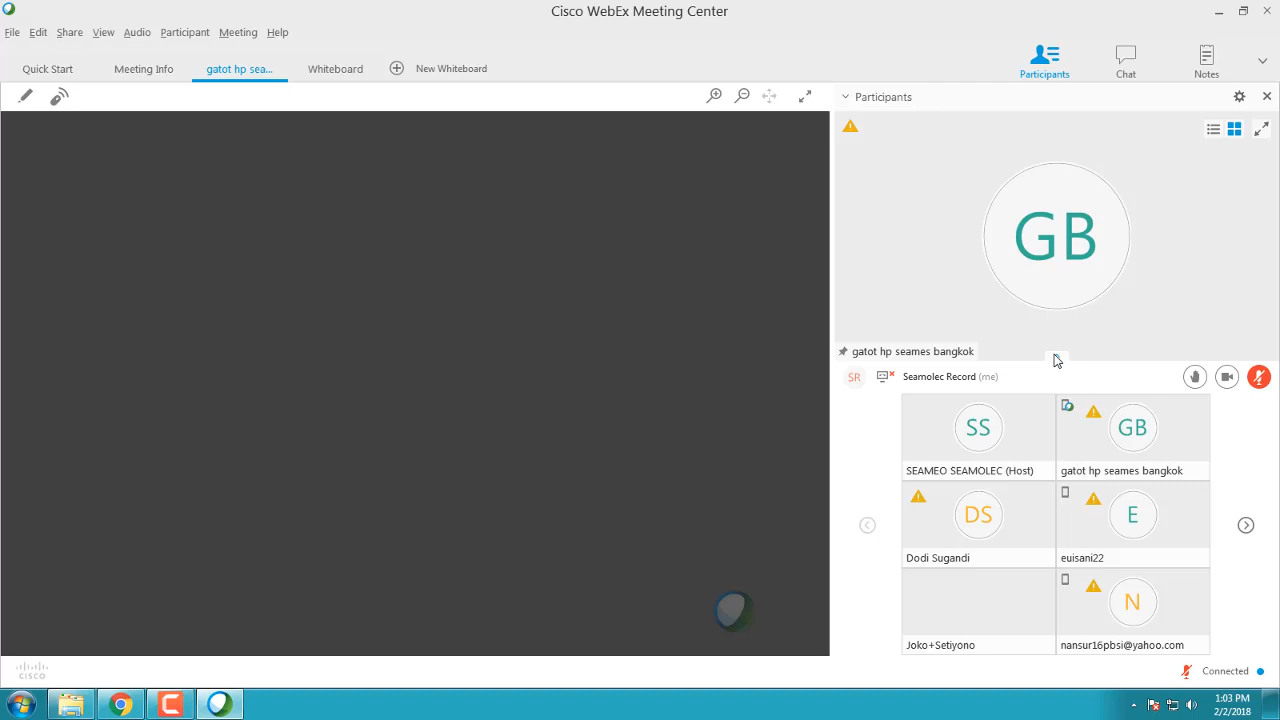 Cisco WebEx Meeting Center
File Edit Share View Audio Participant Meeting Help
Quick Start Meeting Info gatot hp sea... Whiteboard New Whiteboard
Participants Chat Notes
Participants
GB
gatot hp seames bangkok
SR Seamolec Record (me)
SS GB
SEAMEO SEAMOLEC (Host) gatot hp seames bangkok
DS E
Dodi Sugandi euisani22
N
Joko+Setiyono nansur16pbsi@yahoo.com
cisco
Connected
1:03 PM
2/2/2018